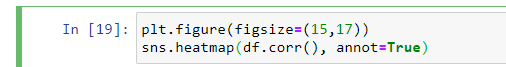 In [19]: plt.figure(figsize=(15,17))
sns.heatmap(df.corr(), annot=True)